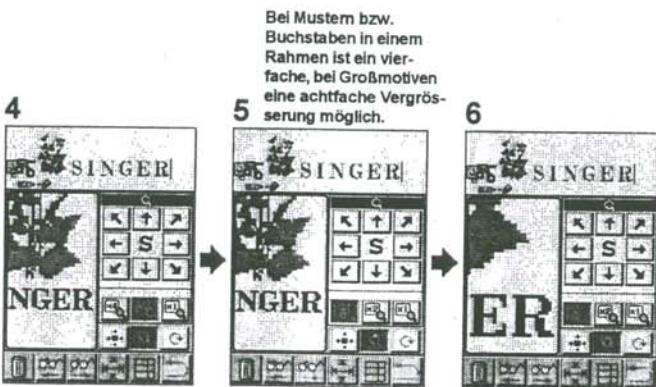 Bei Mustern bzw.
Buchstaben in einem
Rahmen ist ein vier-
fache, bei Großmotiven
eine achtfache Vergrös-
serung möglich.
4
5
6
SINGER
SINGER
SINGER
S
S
S
NGER
NGER
ER